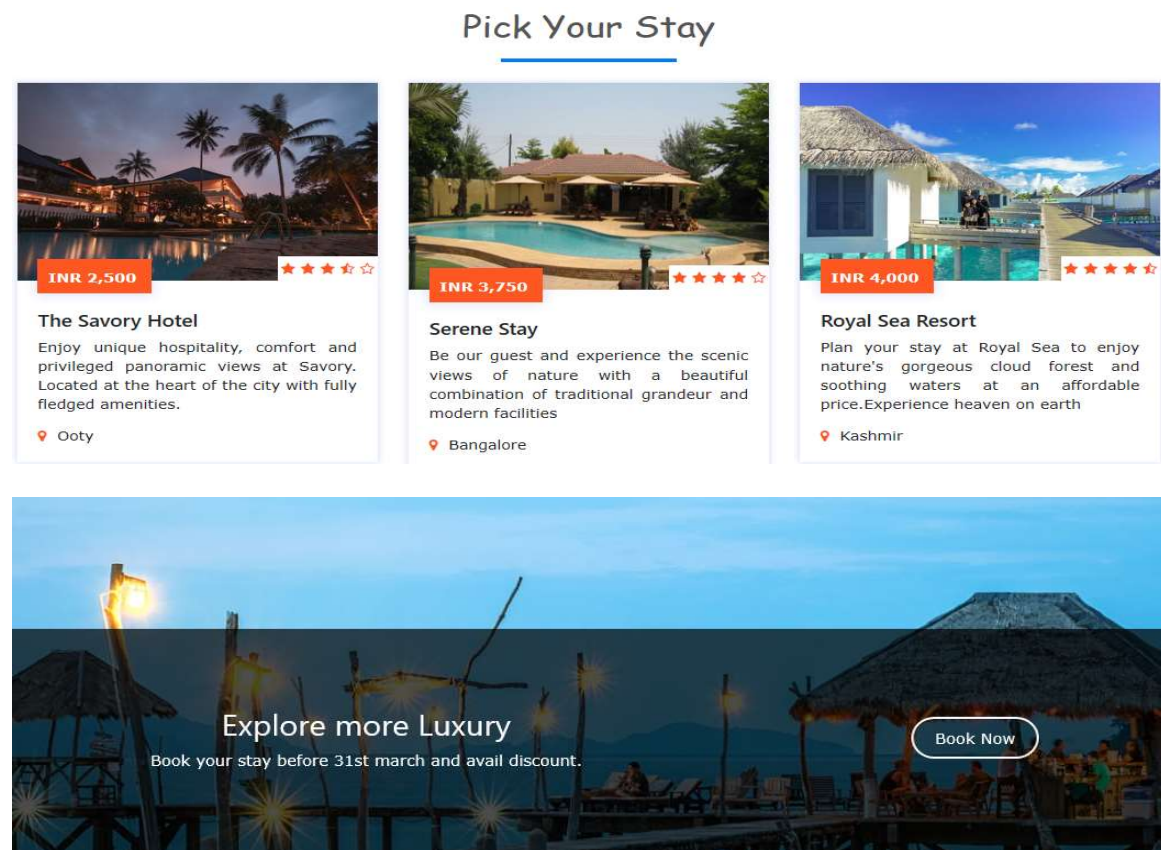 Pick Your Stay
INR 2,500
The Savory Hotel
Enjoy unique hospitality, comfort and
privileged panoramic views at Savory.
Located at the heart of the city with fully
fledged amenities.
Ooty
INR 3,750
Serene Stay
Be our guest and experience the scenic
views of nature with a beautiful
combination of traditional grandeur and
modern facilities
Bangalore
INR 4,000
Royal Sea Resort
Plan your stay at Royal Sea to enjoy
nature's gorgeous cloud forest and
soothing waters at an affordable
price.Experience heaven on earth
Kashmir
Explore more Luxury
Book your stay before 31st march and avail discount.
Book Now